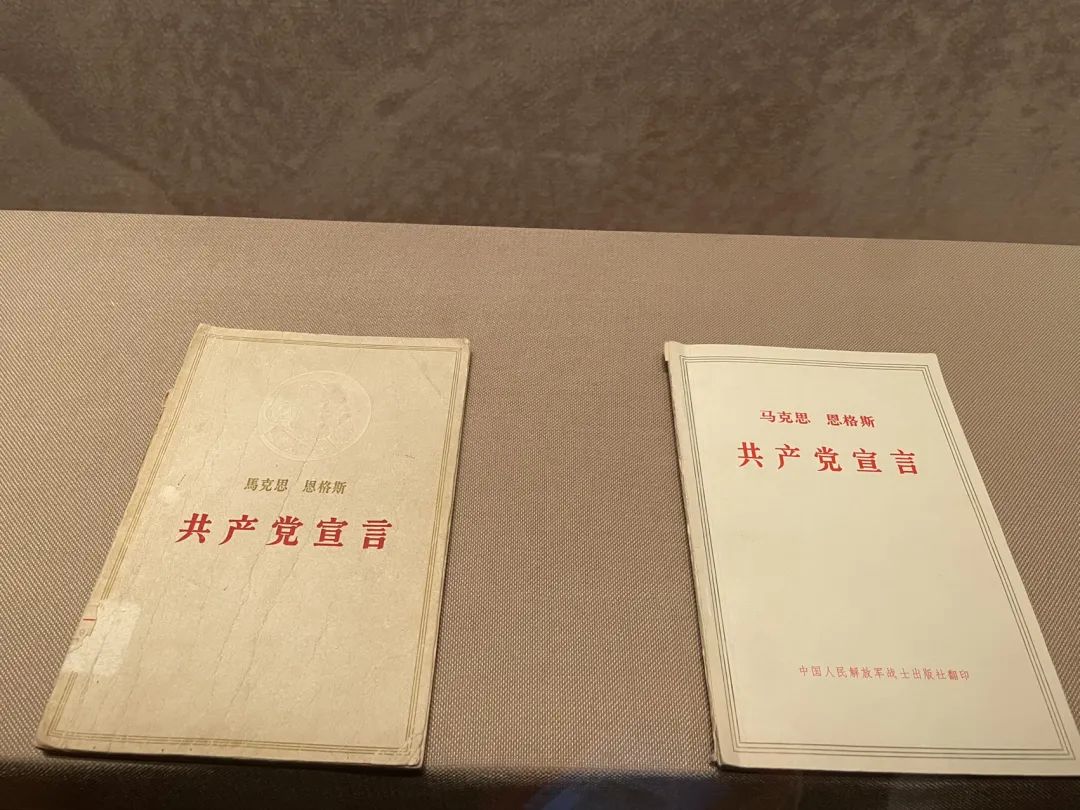 馬克思 恩格斯
共产党宣言
马克思 恩格斯
共产党宣言
中国人民解放军战士出版社翻印